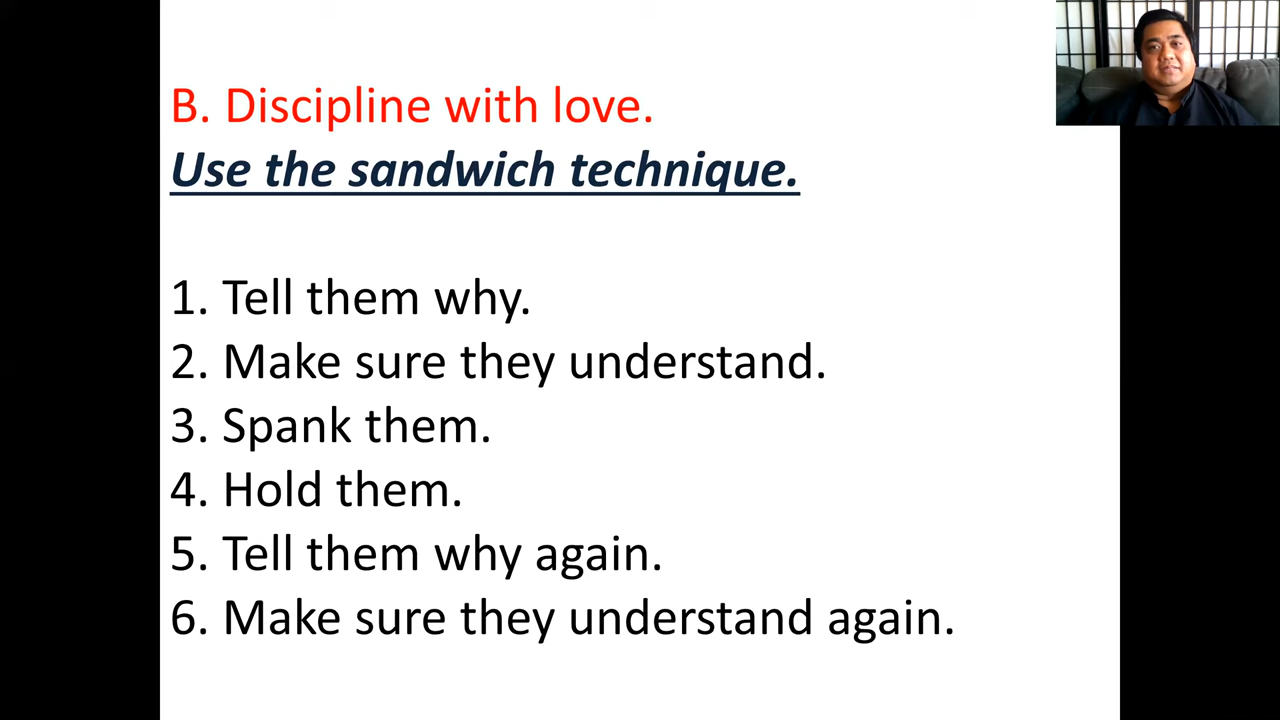 B. Discipline with love.
Use the sandwich technique.
1. Tell them why.
2. Make sure they understand.
3. Spank them.
4. Hold them.
5. Tell them why again.
6. Make sure they understand again.